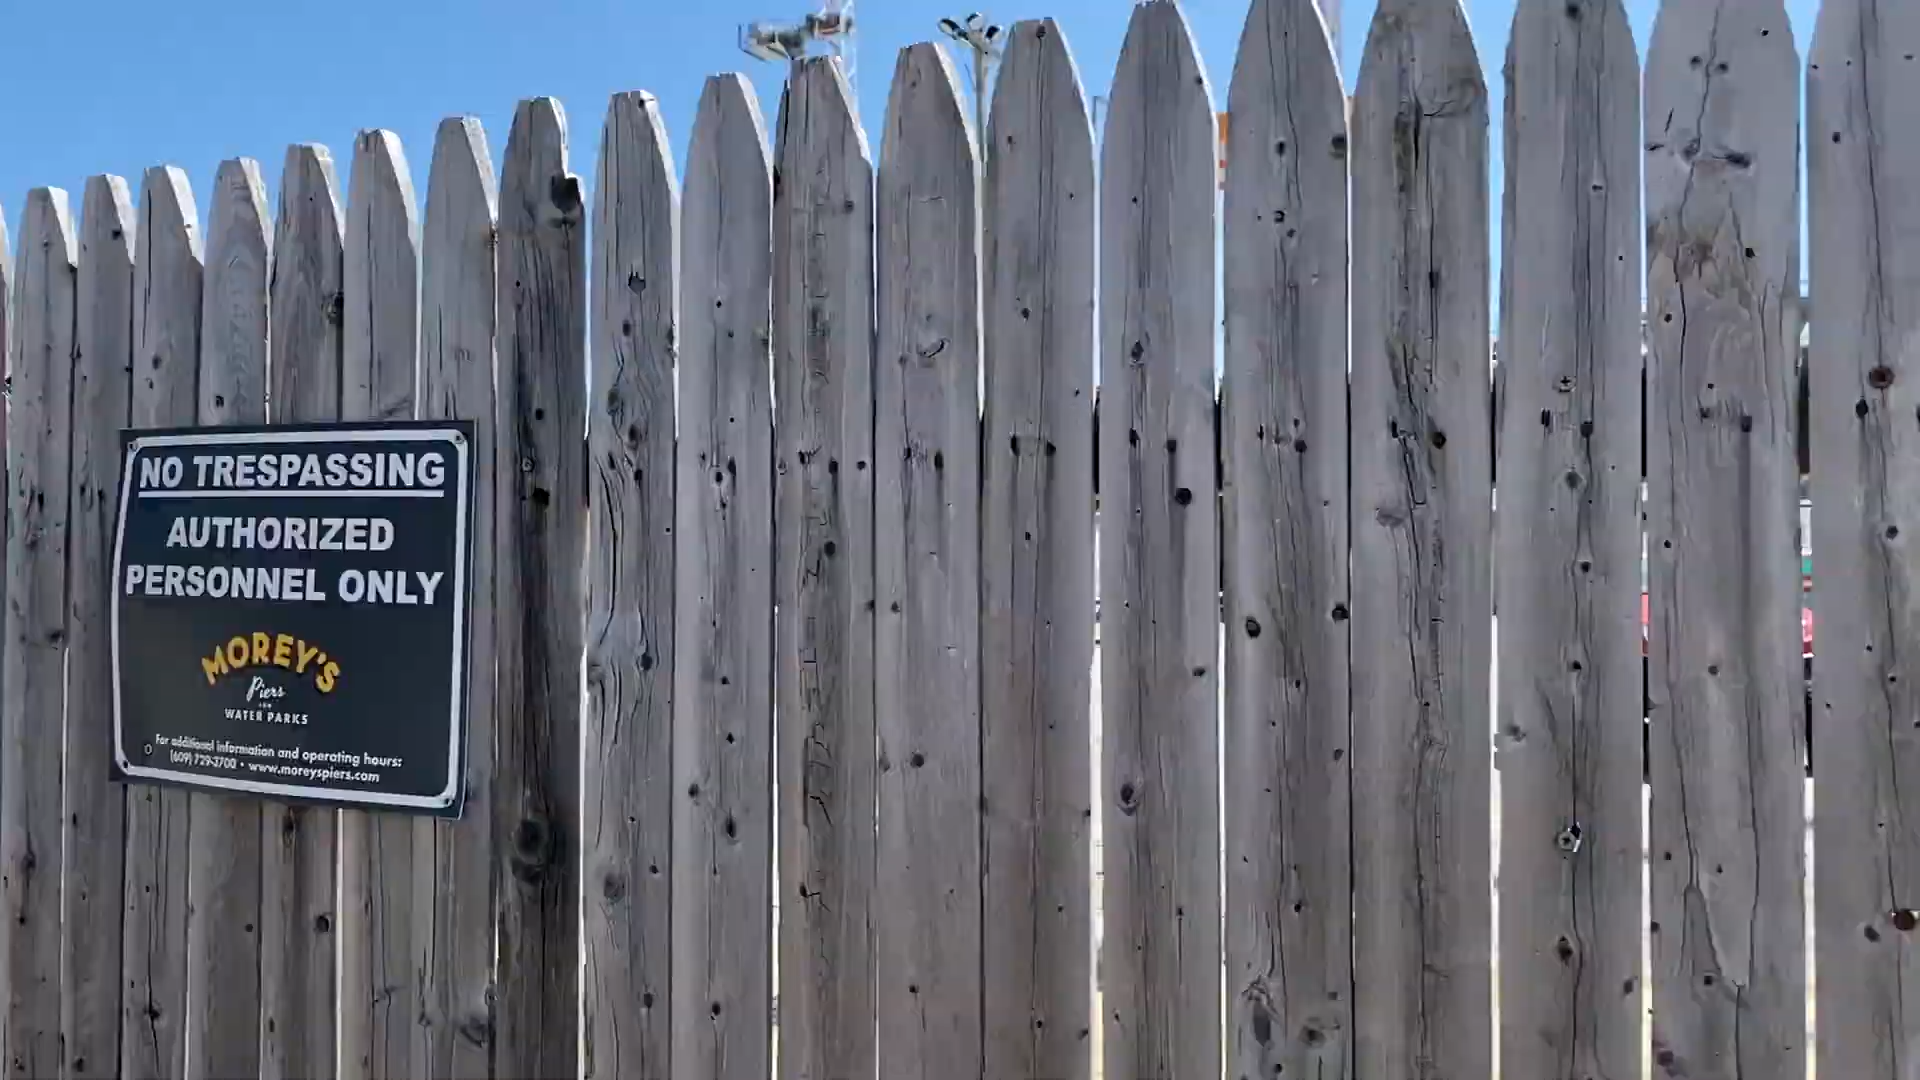 NO TRESPASSING
AUTHORIZED
PERSONNEL ONLY
MOREY'S
Piers
WATER PARKS
For additional information and operating hours:
(609) 729-3700 • www.moreyspiers.com